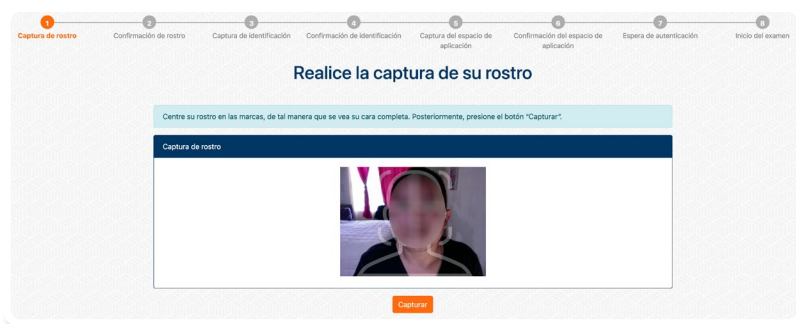 1 2 3 4 5 6 7 8
Captura de rostro Confirmación de rostro Captura de identificación Confirmación de identificación Captura del espacio de Confirmación del espacio de Espera de autenticación Inicio del examen
aplicación aplicación
Realice la captura de su rostro
Centre su rostro en las marcas, de tal manera que se vea su cara completa. Posteriormente, presione el botón "Capturar".
Captura de rostro
Capturar